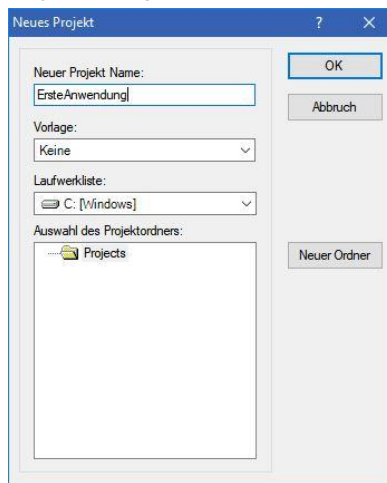 Neues Projekt ? ×
Neuer Projekt Name:
ErsteAnwendung
Vorlage:
Keine
Laufwerkliste:
C: [Windows]
Auswahl des Projektordners:
Projects
OK
Abbruch
Neuer Ordner